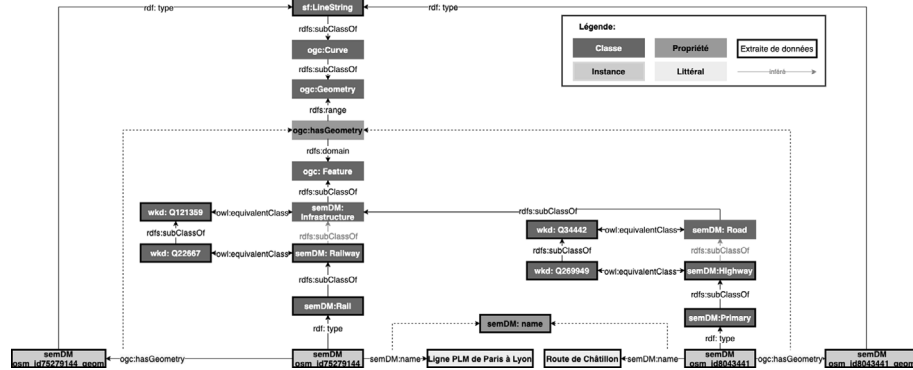 rdf: type
sf:LineString
rdf: type
rdfs:subClassOf
ogc:Curve
rdfs:subClassOf
ogc:Geometry
rdfs:range
ogc:hasGeometry
rdfs:domain
ogc: Feature
rdfs:subClassOf
Légende:
Classe
Propriété
Extraite de données
Instance
Littéral
inféré
wkd: Q121359
owl:equivalentClass
semDM:
Infrastructure
rdfs:subClassOf
rdfs:subClassOf
rdfs:subClassOf
wkd: Q22667
owl:equivalentClass
semDM: Railway
rdfs:subClassOf
semDM:Rail
rdf: type
wkd: Q34442
owl:equivalentClass
semDM: Road
rdfs:subClassOf
rdfs:subClassOf
wkd: Q269949
owl:equivalentClass
semDM:Highway
rdfs:subClassOf
semDM:Primary
rdf: type
semDM: name
semDM
osm_id75279144_geom
ogc:hasGeometry
semDM
osm_id75279144
semDM:name
Ligne PLM de Paris à Lyon
Route de Châtillon
semDM:name
semDM
osm_id8043441
ogc:hasGeometry
semDM
osm_id8043441_geom